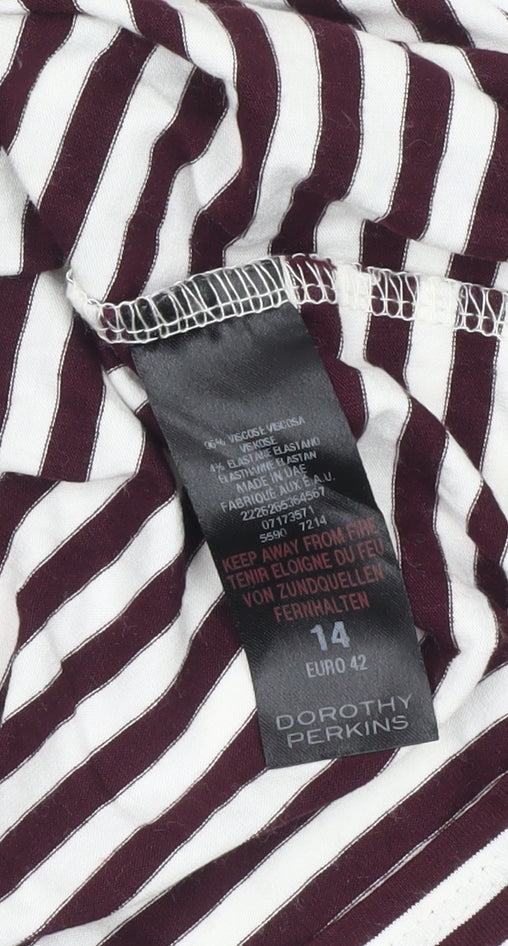 96% VISCOSE VISCOSA
VISKOSE
4% ELASTANE ELASTANO
ELASTHANNE ELASTAN
MADE IN UAE
FABRIQUE AUX E.A.U.
2226265364567
07173571
5590 7214
KEEP AWAY FROM FIRE
TENIR ELOIGNE DU FEU
VON ZUNDQUELLEN
FERNHALTEN
14
EURO 42
DOROTHY
PERKINS